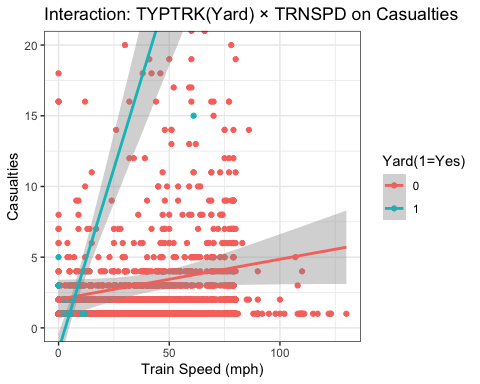 Interaction: TYPTRK(Yard) × TRNSPD on Casualties
20
15
10
5
0
Casualties
0
50
100
Train Speed (mph)
Yard(1=Yes)
0
1